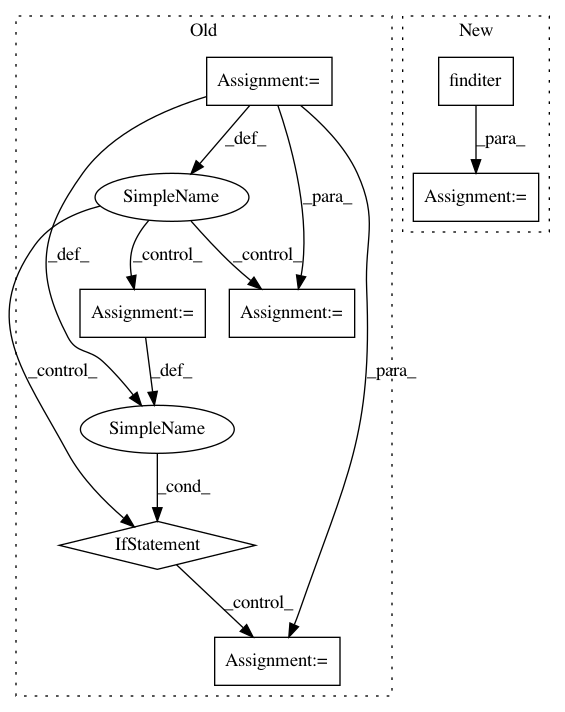 Old
New
Assignment:=
finditer
_def_
_para_
SimpleName
_para_
Assignment:=
_def_
_control_
_control_
Assignment:=
Assignment:=
_control_
_def_
_para_
SimpleName
_cond_
IfStatement
_control_
Assignment:=